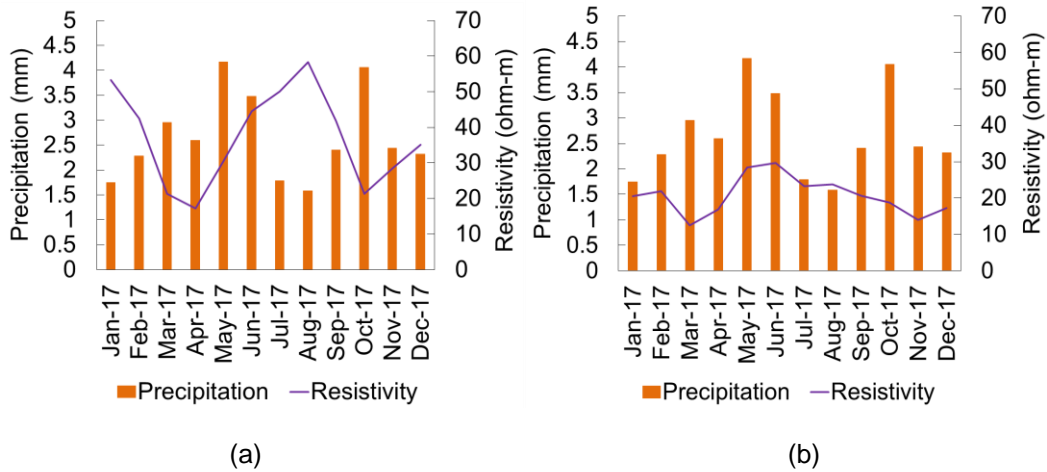 5
4.5
4
3.5
3
2.5
2
1.5
1
0.5
0
Precipitation (mm)
70
60
50
40
30
20
10
0
Resistivity (ohm-m)
Jan-17
Feb-17
Mar-17
Apr-17
May-17
Jun-17
Jul-17
Aug-17
Sep-17
Oct-17
Nov-17
Dec-17
Precipitation Resistivity
(a)
5
4.5
4
3.5
3
2.5
2
1.5
1
0.5
0
Precipitation (mm)
70
60
50
40
30
20
10
0
Resistivity (ohm-m)
Jan-17
Feb-17
Mar-17
Apr-17
May-17
Jun-17
Jul-17
Aug-17
Sep-17
Oct-17
Nov-17
Dec-17
Precipitation Resistivity
(b)